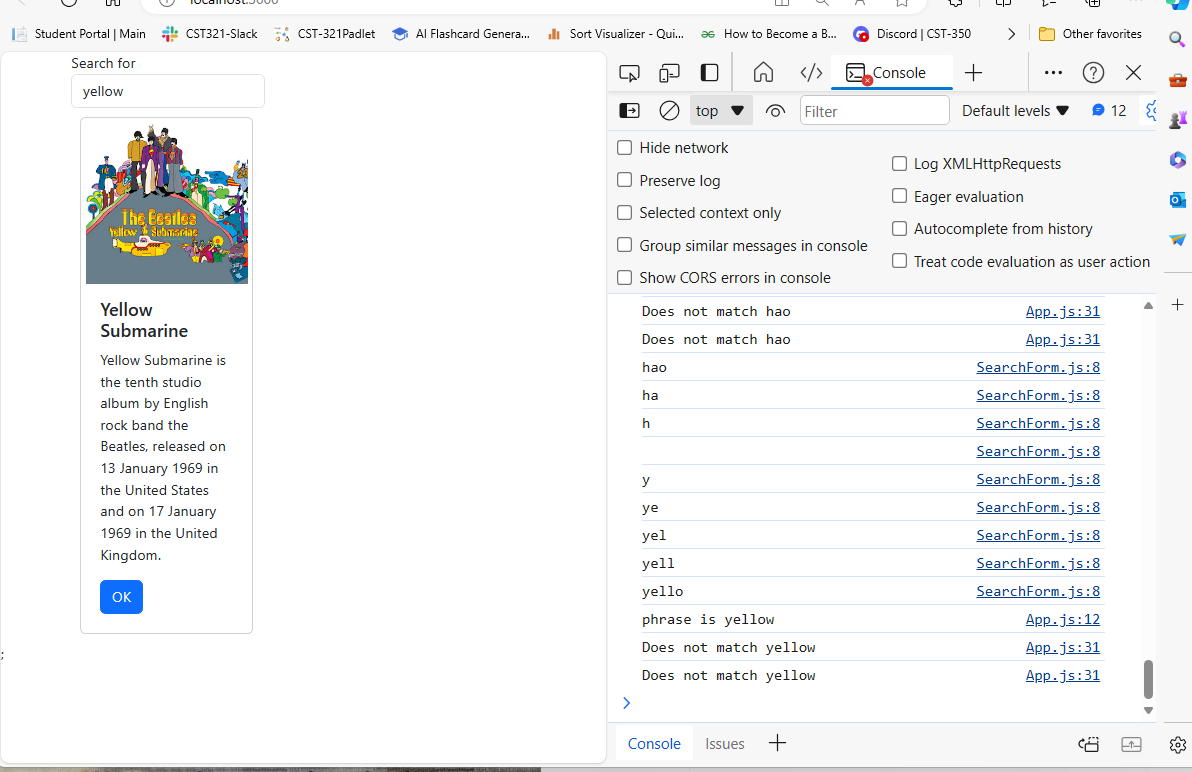 localhost:3000
Student Portal | Main
CST321-Slack
CST-321Padlet
AI Flashcard Genera...
Sort Visualizer - Qui...
How to Become a B...
Discord | CST-350
Other favorites
Search for
yellow
The Beatles
Yellow Submarine
Yellow
Submarine
Yellow Submarine is
the tenth studio
album by English
rock band the
Beatles, released on
13 January 1969 in
the United States
and on 17 January
1969 in the United
Kingdom.
OK
;
Console
top
Filter
Default levels
12
Hide network
Preserve log
Selected context only
Group similar messages in console
Show CORS errors in console
Log XMLHttpRequests
Eager evaluation
Autocomplete from history
Treat code evaluation as user action
Does not match hao App.js:31
Does not match hao App.js:31
hao SearchForm.js:8
ha SearchForm.js:8
h SearchForm.js:8
SearchForm.js:8
y SearchForm.js:8
ye SearchForm.js:8
yel SearchForm.js:8
yell SearchForm.js:8
yello SearchForm.js:8
phrase is yellow App.js:12
Does not match yellow App.js:31
Does not match yellow App.js:31
Console
Issues